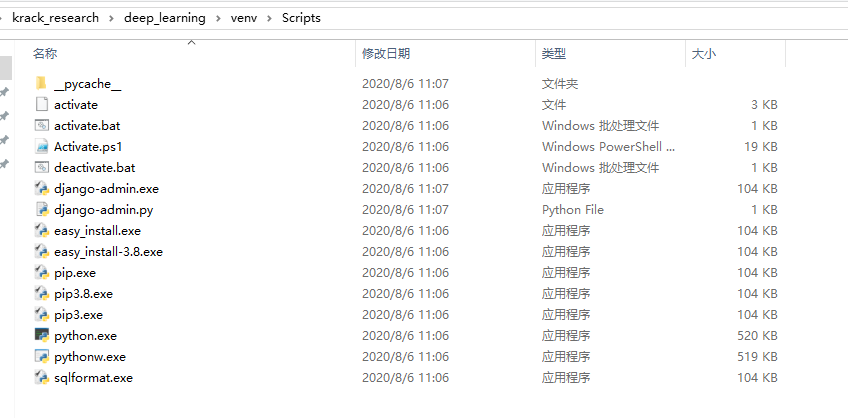 krack_research > deep_learning > venv > Scripts
名称 修改日期 类型 大小
__pycache__ 2020/8/6 11:07 文件夹
activate 2020/8/6 11:06 文件 3 KB
activate.bat 2020/8/6 11:06 Windows 批处理文件 1 KB
Activate.ps1 2020/8/6 11:06 Windows PowerShell ... 19 KB
deactivate.bat 2020/8/6 11:06 Windows 批处理文件 1 KB
django-admin.exe 2020/8/6 11:07 应用程序 104 KB
django-admin.py 2020/8/6 11:07 Python File 1 KB
easy_install.exe 2020/8/6 11:06 应用程序 104 KB
easy_install-3.8.exe 2020/8/6 11:06 应用程序 104 KB
pip.exe 2020/8/6 11:06 应用程序 104 KB
pip3.8.exe 2020/8/6 11:06 应用程序 104 KB
pip3.exe 2020/8/6 11:06 应用程序 104 KB
python.exe 2020/8/6 11:06 应用程序 520 KB
pythonw.exe 2020/8/6 11:06 应用程序 519 KB
sqlformat.exe 2020/8/6 11:06 应用程序 104 KB